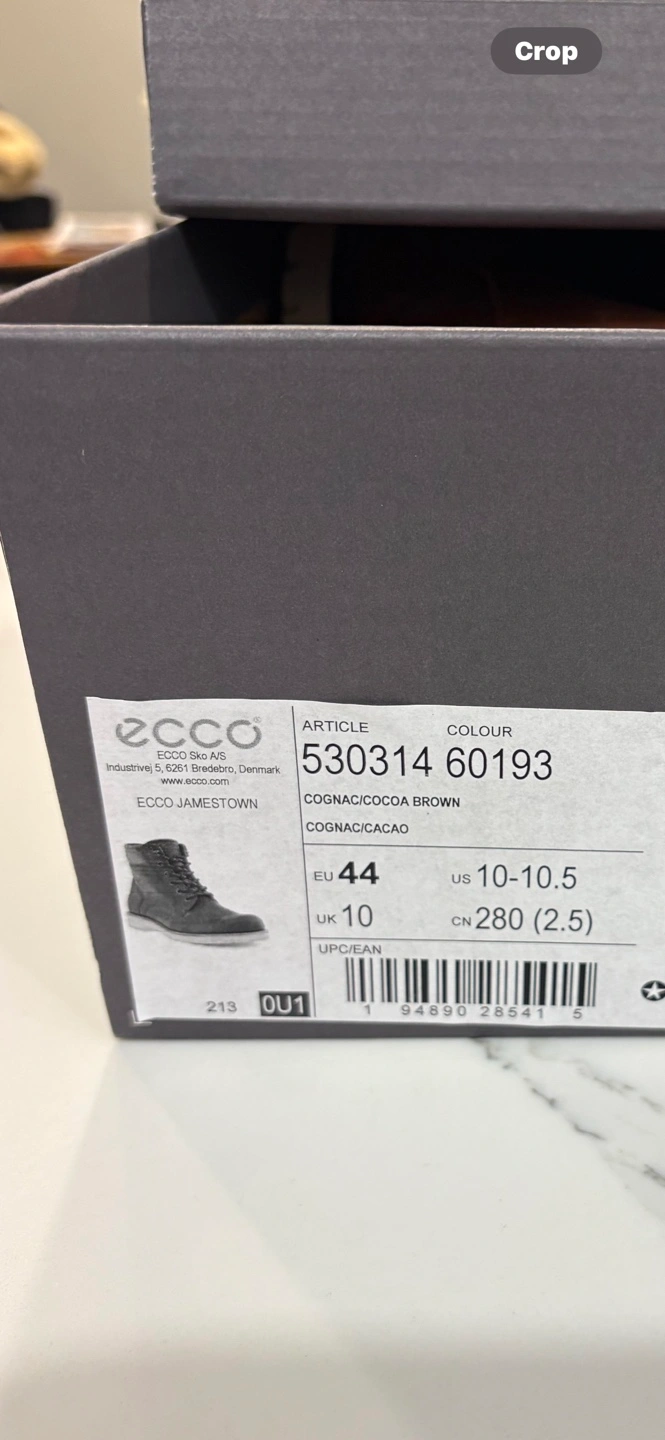 Crop
ecco®
ECCO Sko A/S
Industrivej 5, 6261 Bredebro, Denmark
www.ecco.com
ECCO JAMESTOWN
213 0U1
ARTICLE COLOUR
530314 60193
COGNAC/COCOA BROWN
COGNAC/CACAO
EU 44 US 10-10.5
UK 10 CN 280 (2.5)
UPC/EAN
1 94890 28541 5